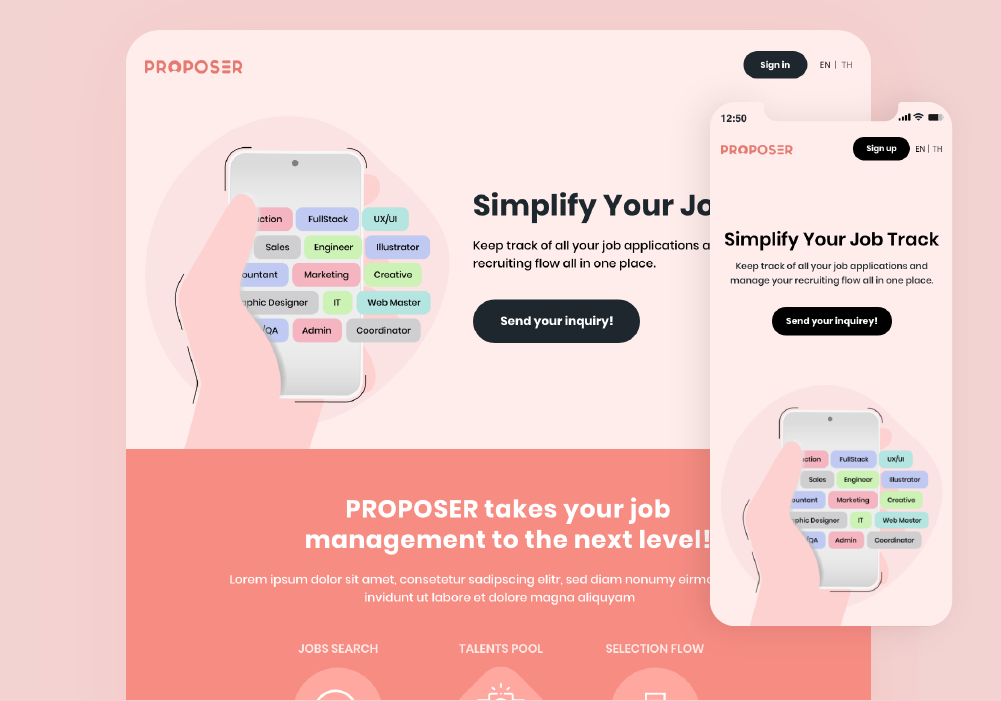 PROPOSER
Sign in
EN | TH
Simplify Your Jo
Keep track of all your job applications a
recruiting flow all in one place.
Send your inquiry!
ction FullStack UX/UI
Sales Engineer Illustrator
ountant Marketing Creative
aphic Designer IT Web Master
/QA Admin Coordinator
PROPOSER takes your job
management to the next level!
Lorem ipsum dolor sit amet, consetetur sadipscing elitr, sed diam nonumy eirmo
invidunt ut labore et dolore magna aliquyam
JOBS SEARCH
TALENTS POOL
SELECTION FLOW
12:50
PROPOSER
Sign up
EN | TH
Simplify Your Job Track
Keep track of all your job applications and
manage your recruiting flow all in one place.
Send your inquirey!
ction FullStack UX/UI
Sales Engineer Illustrator
ountant Marketing Creative
aphic Designer IT Web Master
/QA Admin Coordinator